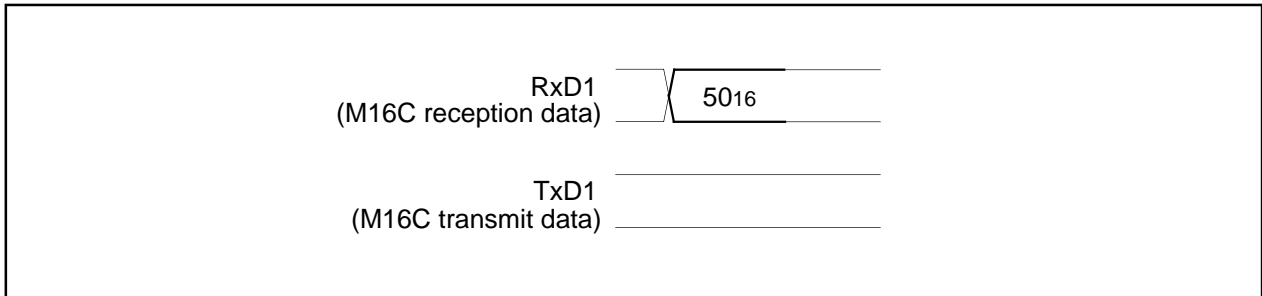 RxD1
(M16C reception data)
5016
TxD1
(M16C transmit data)